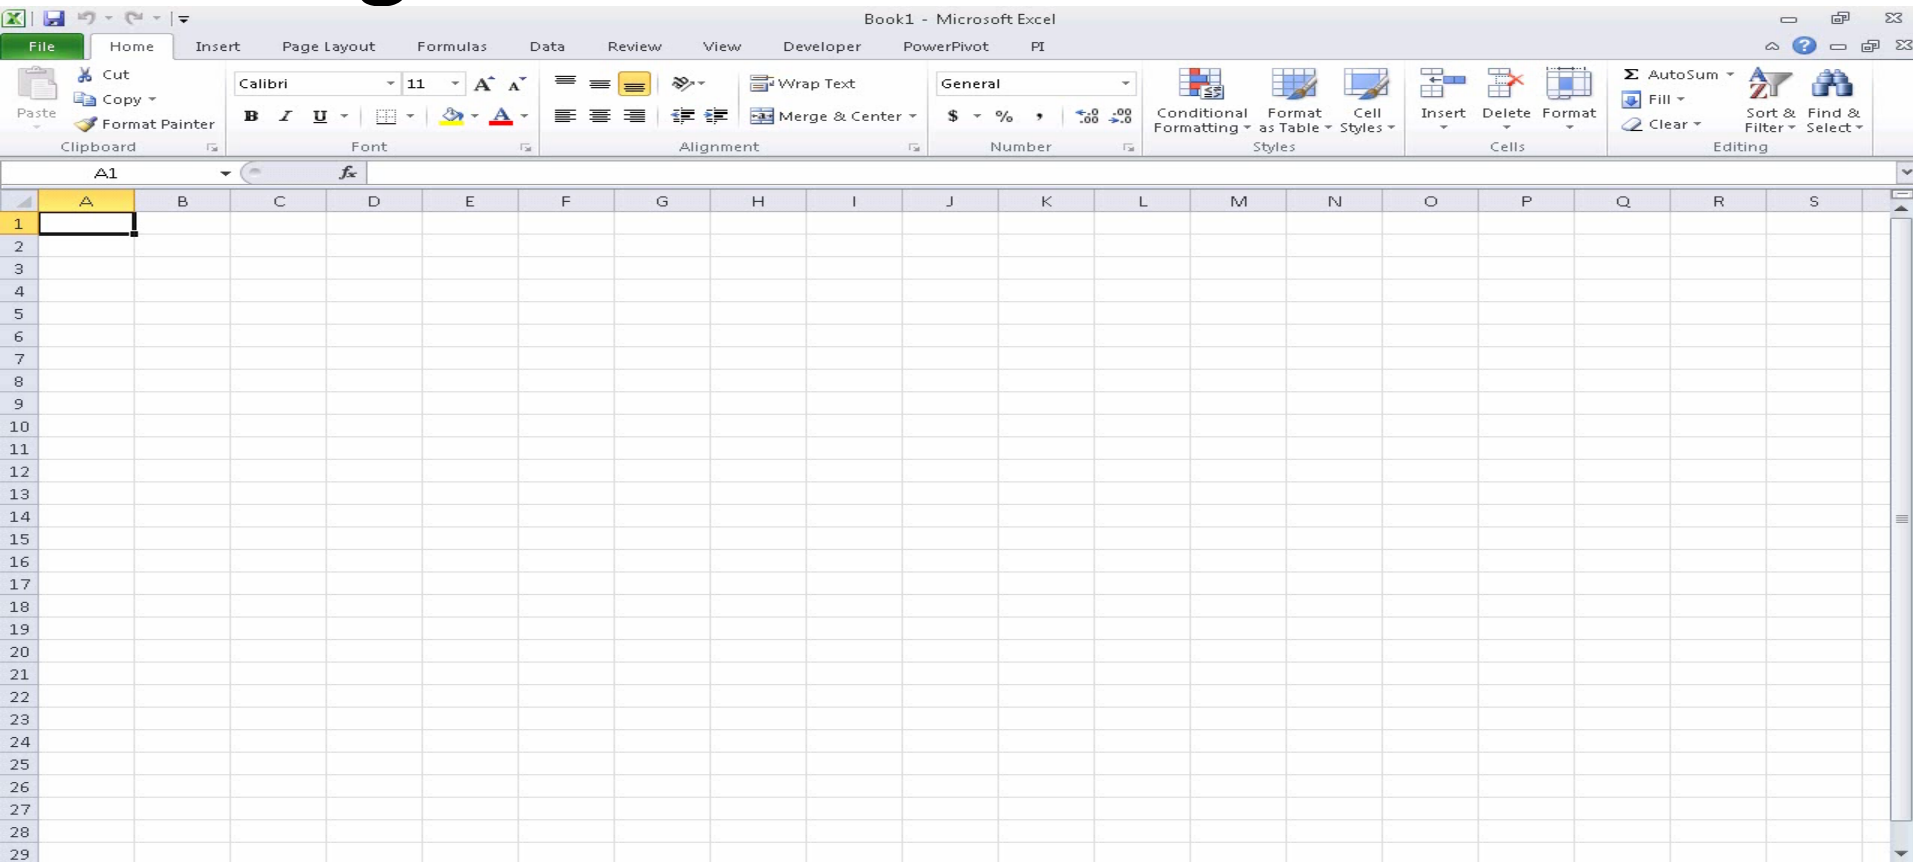 Book1 - Microsoft Excel
File Home Insert Page Layout Formulas Data Review View Developer PowerPivot PI
Paste
Cut
Copy
Format Painter
Clipboard
Calibri 11 A A
B I U A
Font
Wrap Text
Merge & Center
Alignment
General
$ % , .00 .00
Number
Conditional Formatting
Format as Table
Cell Styles
Styles
Insert Delete Format
Cells
Σ AutoSum
Fill
Clear
Sort & Filter
Find & Select
Editing
A1 fx
A B C D E F G H I J K L M N O P Q R S
1
2
3
4
5
6
7
8
9
10
11
12
13
14
15
16
17
18
19
20
21
22
23
24
25
26
27
28
29